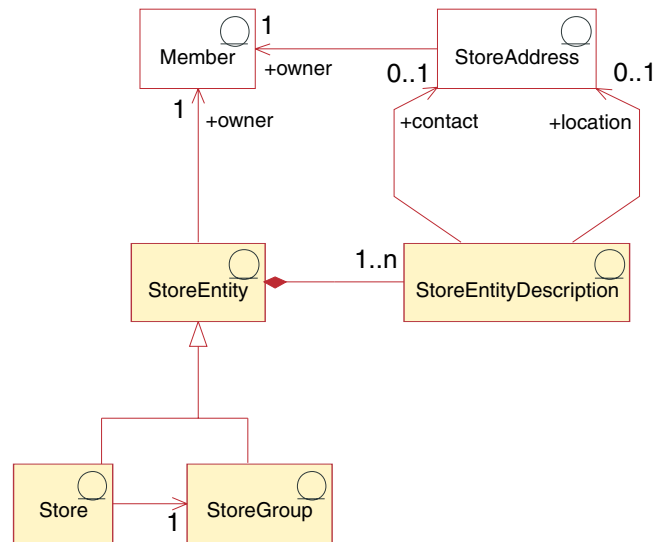 1
Member
+owner
StoreAddress
0..1
0..1
1
+owner
+contact
+location
StoreEntity
1..n
StoreEntityDescription
Store
1
StoreGroup